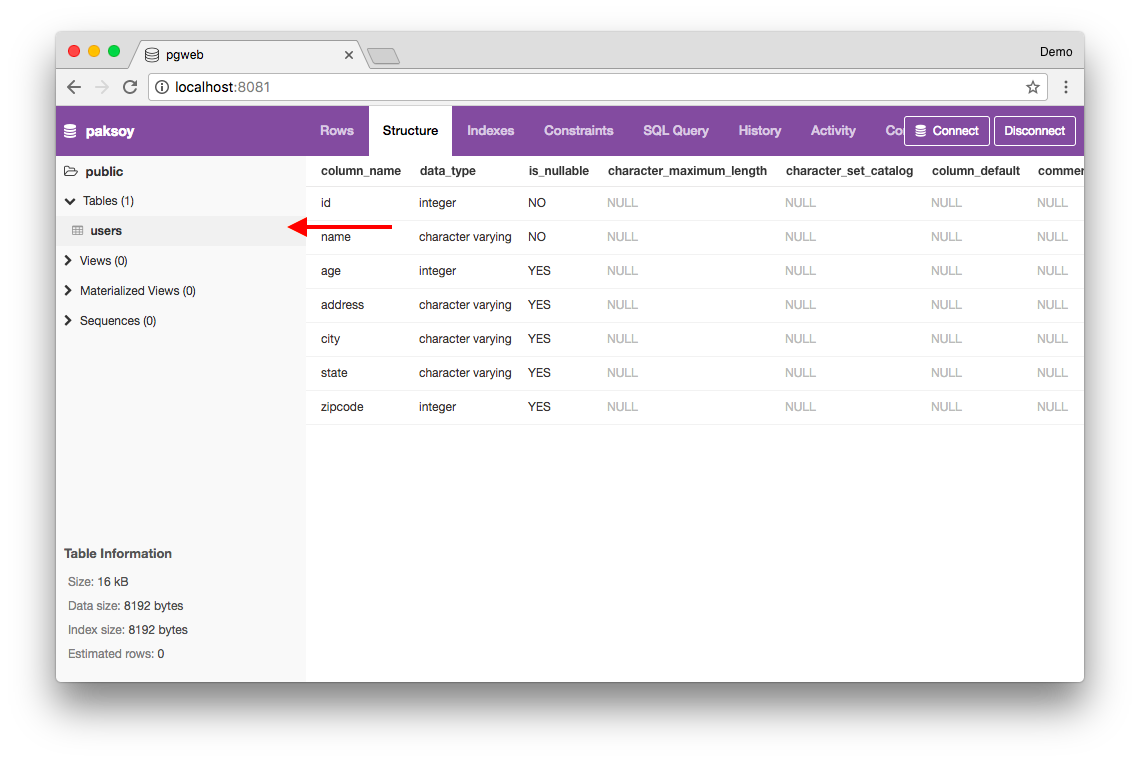 pgweb
Demo
localhost:8081
paksoy
Rows Structure Indexes Constraints SQL Query History Activity Connect Disconnect
public
Tables (1)
users
Views (0)
Materialized Views (0)
Sequences (0)
column_name data_type is_nullable character_maximum_length character_set_catalog column_default
id integer NO NULL NULL NULL NULL
name character varying NO NULL NULL NULL NULL
age integer YES NULL NULL NULL NULL
address character varying YES NULL NULL NULL NULL
city character varying YES NULL NULL NULL NULL
state character varying YES NULL NULL NULL NULL
zipcode integer YES NULL NULL NULL NULL
Table Information
Size: 16 kB
Data size: 8192 bytes
Index size: 8192 bytes
Estimated rows: 0